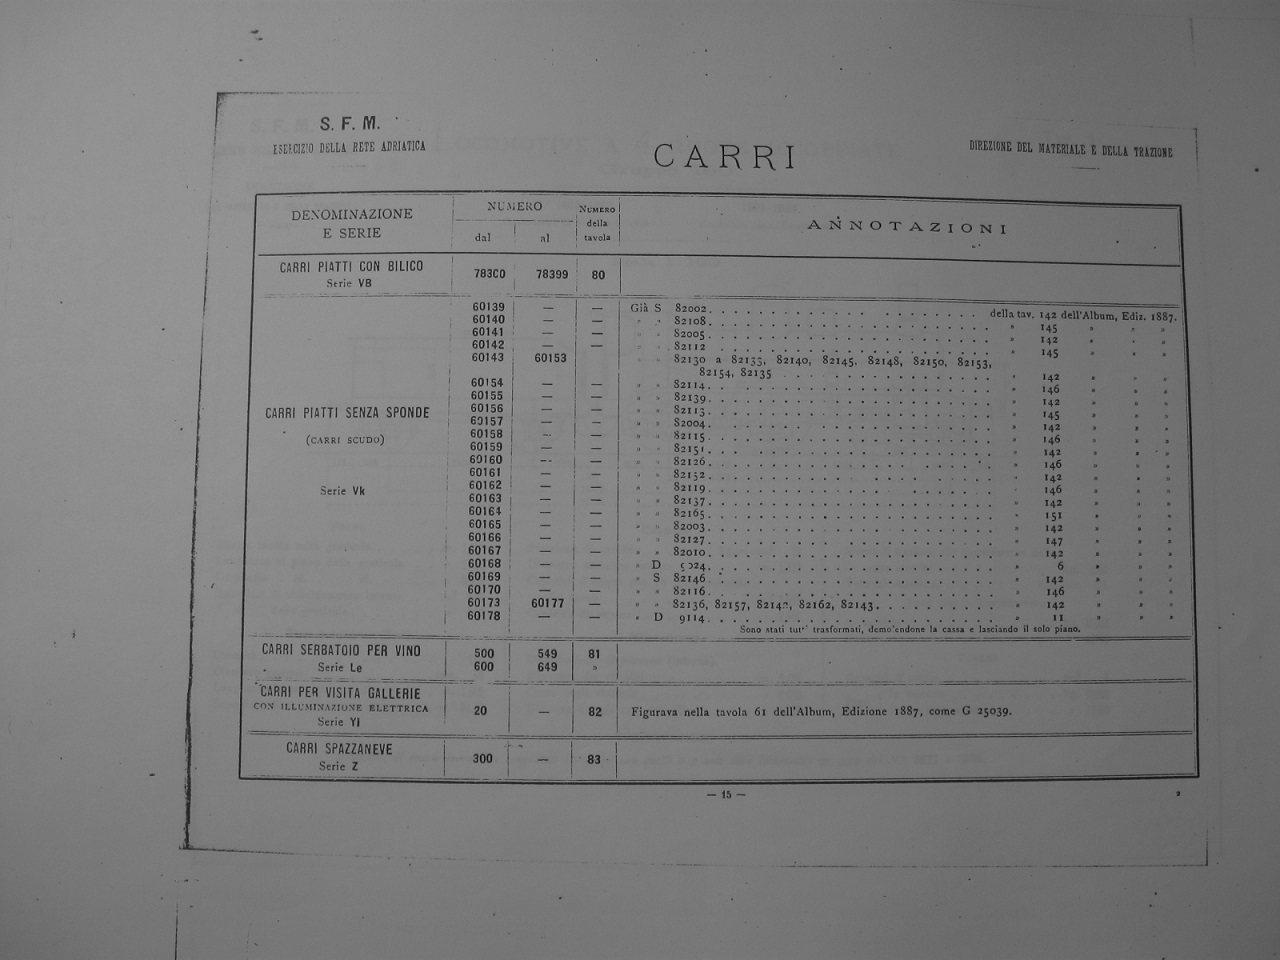 S. F. M.
ESERCIZIO DELLA RETE ADRIATICA
CARRI
DIREZIONE DEL MATERIALE E DELLA TRAZIONE
DENOMINAZIONE E SERIE NUMERO dal al NUMERO della tavola ANNOTAZIONI
CARRI PIATTI CON BILICO
Serie VB 78300 78399 80
CARRI PIATTI SENZA SPONDE
(CARRI SCUDO)
Serie Vk
60139 — — Già S 82002 della tav. 142 dell'Album, Ediz. 1887.
60140 — — " " 82108 " 145 " " "
60141 — — " " 82005 " 142 " " "
60142 — — " " 82112 " 145 " " "
60143 60153 " " 82130 a 82133, 82140, 82145, 82148, 82150, 82153,
82154, 82135 " 142 " " "
60154 — — " " 82114 " 146 " " "
60155 — — " " 82139 " 142 " " "
60156 — — " " 82113 " 145 " " "
60157 — — " " 82004 " 142 " " "
60158 — — " " 82115 " 146 " " "
60159 — — " " 82151 " 142 " " "
60160 — — " " 82126 " 146 " " "
60161 — — " " 82152 " 142 " " "
60162 — — " " 82119 " 146 " " "
60163 — — " " 82137 " 142 " " "
60164 — — " " 82165 " 151 " " "
60165 — — " " 82003 " 142 " " "
60166 — — " " 82127 " 147 " " "
60167 — — " " 82010 " 142 " " "
60168 — — " D " 6 " " "
60169 — — " S 82146 " 142 " " "
60170 — — " " 82116 " 146 " " "
60173 60177 — " " 82136, 82157, 82162, 82143 " 142 " " "
60178 — — " D 9114 " 11 " " "
Sono stati tutti trasformati, demolendone la cassa e lasciando il solo piano.
CARRI SERBATOIO PER VINO 500 549 81
Serie Le 600 649 "
CARRI PER VISITA GALLERIE
CON ILLUMINAZIONE ELETTRICA
Serie YI 20 — 82 Figurava nella tavola 61 dell'Album, Edizione 1887, come G 25039.
CARRI SPAZZANEVE
Serie Z 300 — 83
— 15 —